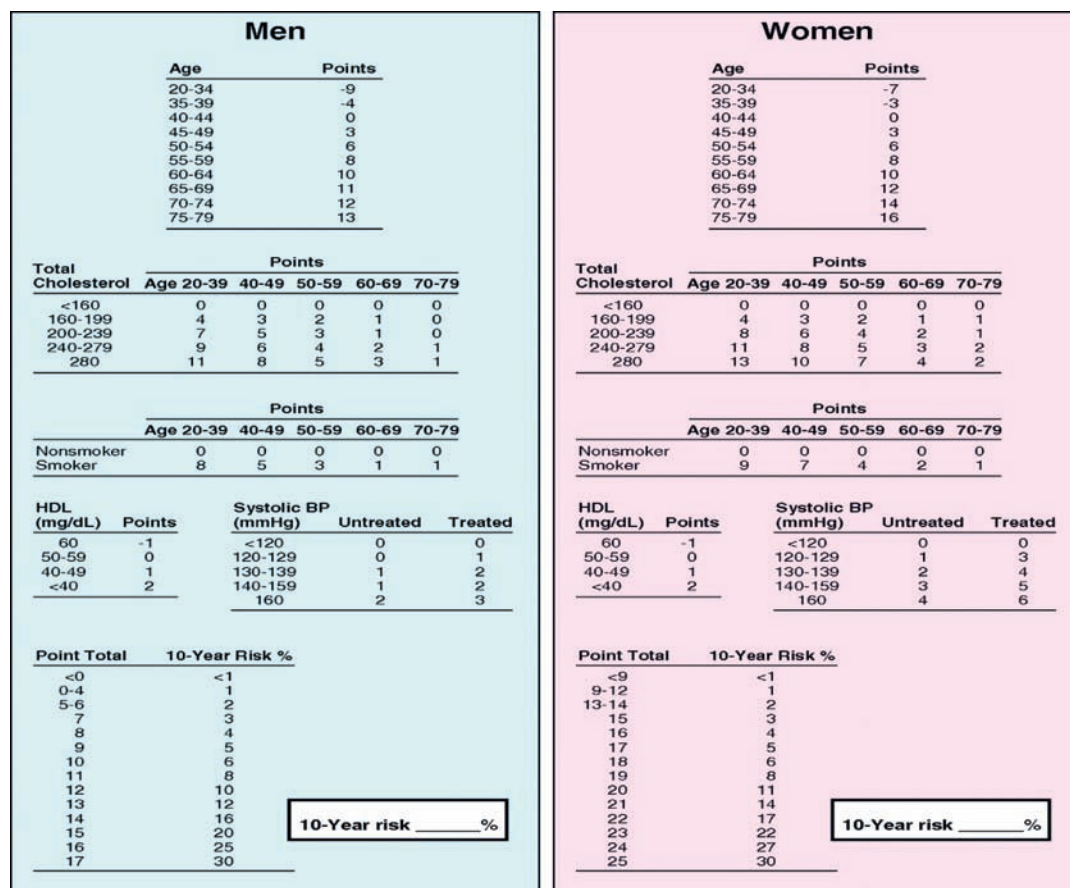 Men
Age Points
20-34 -9
35-39 -4
40-44 0
45-49 3
50-54 6
55-59 8
60-64 10
65-69 11
70-74 12
75-79 13
Points
Total
Cholesterol Age 20-39 40-49 50-59 60-69 70-79
<160 0 0 0 0 0
160-199 4 3 2 1 0
200-239 7 5 3 1 0
240-279 9 6 4 2 1
280 11 8 5 3 1
Points
Age 20-39 40-49 50-59 60-69 70-79
Nonsmoker 0 0 0 0 0
Smoker 8 5 3 1 1
HDL
(mg/dL) Points
60 -1
50-59 0
40-49 1
<40 2
Systolic BP
(mmHg) Untreated Treated
<120 0 0
120-129 0 1
130-139 1 2
140-159 1 2
160 2 3
Point Total 10-Year Risk %
<0 <1
0-4 1
5-6 2
7 3
8 4
9 5
10 6
11 8
12 10
13 12
14 16
15 20
16 25
17 30
10-Year risk ______%
Women
Age Points
20-34 -7
35-39 -3
40-44 0
45-49 3
50-54 6
55-59 8
60-64 10
65-69 12
70-74 14
75-79 16
Points
Total
Cholesterol Age 20-39 40-49 50-59 60-69 70-79
<160 0 0 0 0 0
160-199 4 3 2 1 1
200-239 8 6 4 2 1
240-279 11 8 5 3 2
280 13 10 7 4 2
Points
Age 20-39 40-49 50-59 60-69 70-79
Nonsmoker 0 0 0 0 0
Smoker 9 7 4 2 1
HDL
(mg/dL) Points
60 -1
50-59 0
40-49 1
<40 2
Systolic BP
(mmHg) Untreated Treated
<120 0 0
120-129 1 3
130-139 2 4
140-159 3 5
160 4 6
Point Total 10-Year Risk %
<9 <1
9-12 1
13-14 2
15 3
16 4
17 5
18 6
19 8
20 11
21 14
22 17
23 22
24 27
25 30
10-Year risk ______%